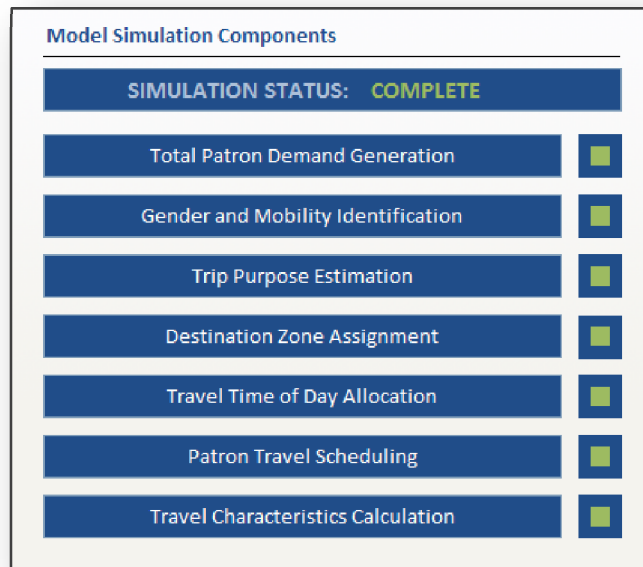 Model Simulation Components
SIMULATION STATUS: COMPLETE
Total Patron Demand Generation
Gender and Mobility Identification
Trip Purpose Estimation
Destination Zone Assignment
Travel Time of Day Allocation
Patron Travel Scheduling
Travel Characteristics Calculation